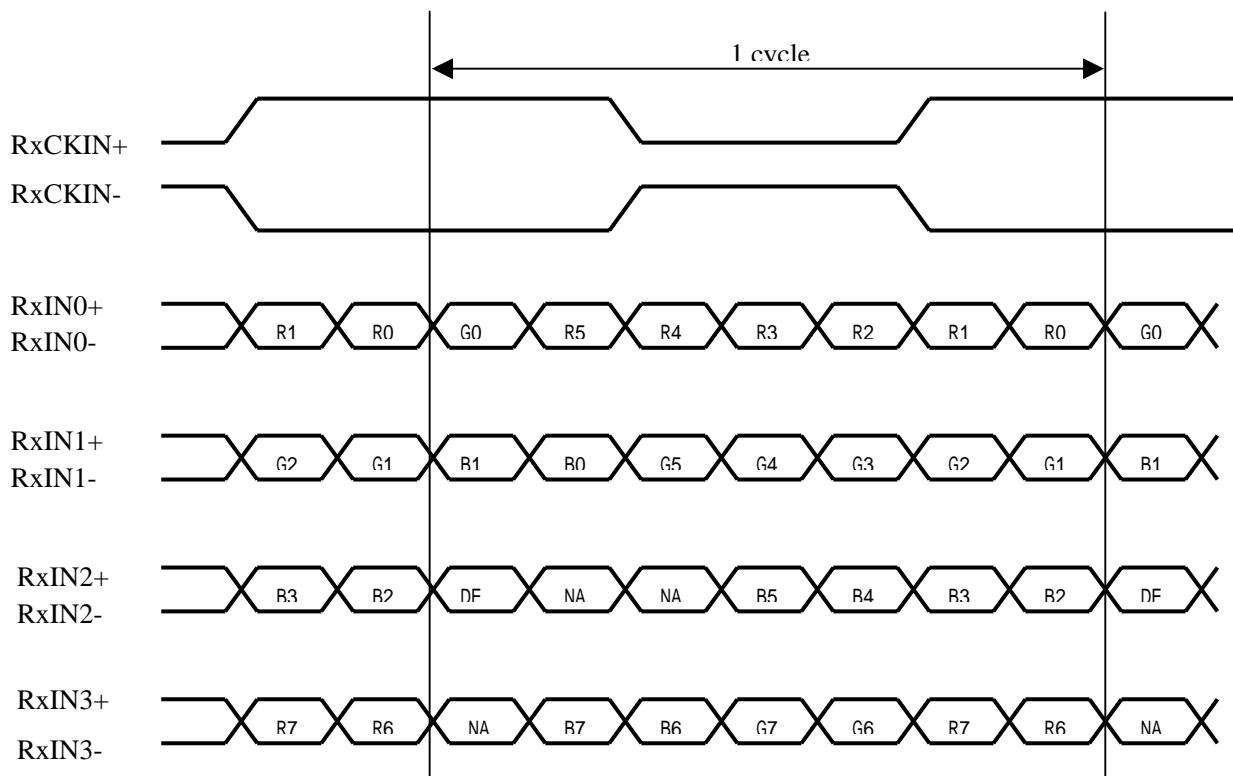 1 cycle
RxCKIN+
RxCKIN-
RxIN0+
RxIN0-
R1 R0 G0 R5 R4 R3 R2 R1 R0 G0
RxIN1+
RxIN1-
G2 G1 B1 B0 G5 G4 G3 G2 G1 B1
RxIN2+
RxIN2-
B3 B2 DE NA NA B5 B4 B3 B2 DE
RxIN3+
RxIN3-
R7 R6 NA B7 B6 G7 G6 R7 R6 NA